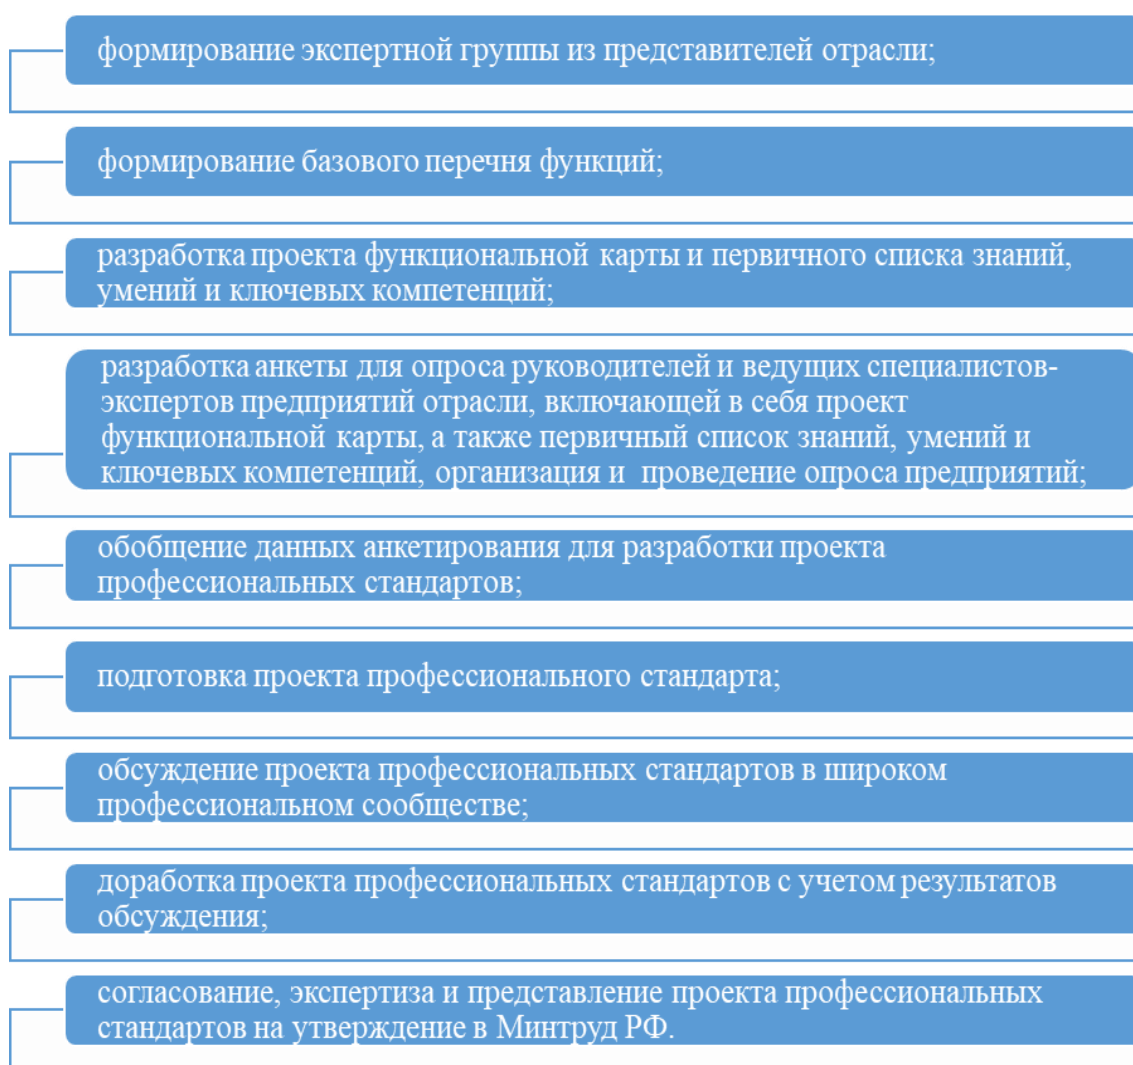 формирование экспертной группы из представителей отрасли;
формирование базового перечня функций;
разработка проекта функциональной карты и первичного списка знаний,
умений и ключевых компетенций;
разработка анкеты для опроса руководителей и ведущих специалистов-
экспертов предприятий отрасли, включающей в себя проект
функциональной карты, а также первичный список знаний, умений и
ключевых компетенций, организация и проведение опроса предприятий;
обобщение данных анкетирования для разработки проекта
профессиональных стандартов;
подготовка проекта профессионального стандарта;
обсуждение проекта профессиональных стандартов в широком
профессиональном сообществе;
доработка проекта профессиональных стандартов с учетом результатов
обсуждения;
согласование, экспертиза и представление проекта профессиональных
стандартов на утверждение в Минтруд РФ.